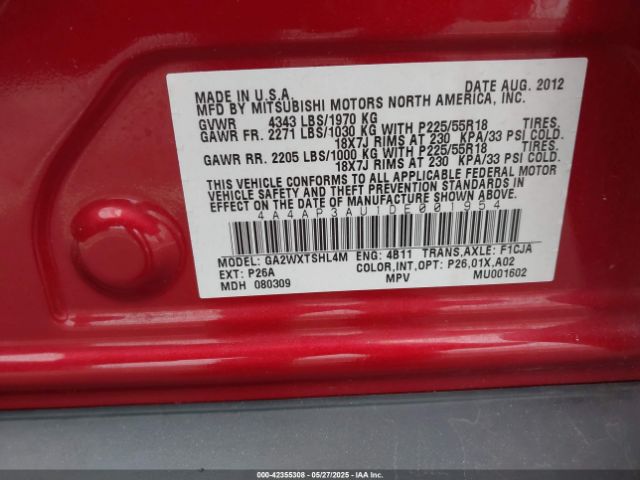 MADE IN U.S.A. DATE AUG. 2012
MFD BY MITSUBISHI MOTORS NORTH AMERICA, INC.
GVWR 4343 LBS/1970 KG
GAWR FR. 2271 LBS/1030 KG WITH P225/55R18 TIRES,
18X7J RIMS AT 230 KPA/33 PSI COLD.
GAWR RR. 2205 LBS/1000 KG WITH P225/55R18 TIRES,
18X7J RIMS AT 230 KPA/33 PSI COLD.
THIS VEHICLE CONFORMS TO ALL APPLICABLE FEDERAL MOTOR
VEHICLE SAFETY AND THEFT PREVENTION STANDARDS IN
EFFECT ON THE DATE OF MANUFACTURE SHOWN ABOVE.
4A4AP3AU1DE001954
MODEL: GA2WXTSHL4M ENG: 4B11 TRANS,AXLE: F1CJA
EXT: P26A COLOR,INT,OPT: P26,01X,A02
MDH 080309 MPV MU001602
000-42355308 - 05/27/2025 - IAAI.COM